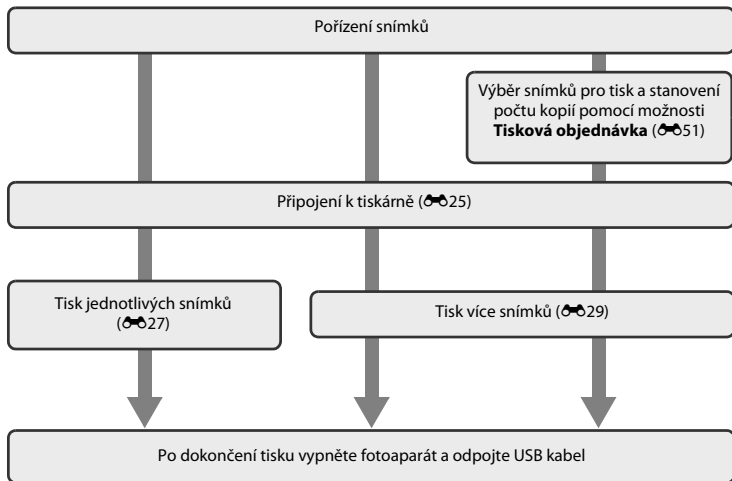 Pořízení snímků
Výběr snímků pro tisk a stanovení
počtu kopií pomocí možnosti
Tisková objednávka (51)
Připojení k tiskárně (25)
Tisk jednotlivých snímků
(27)
Tisk více snímků (29)
Po dokončení tisku vypněte fotoaparát a odpojte USB kabel